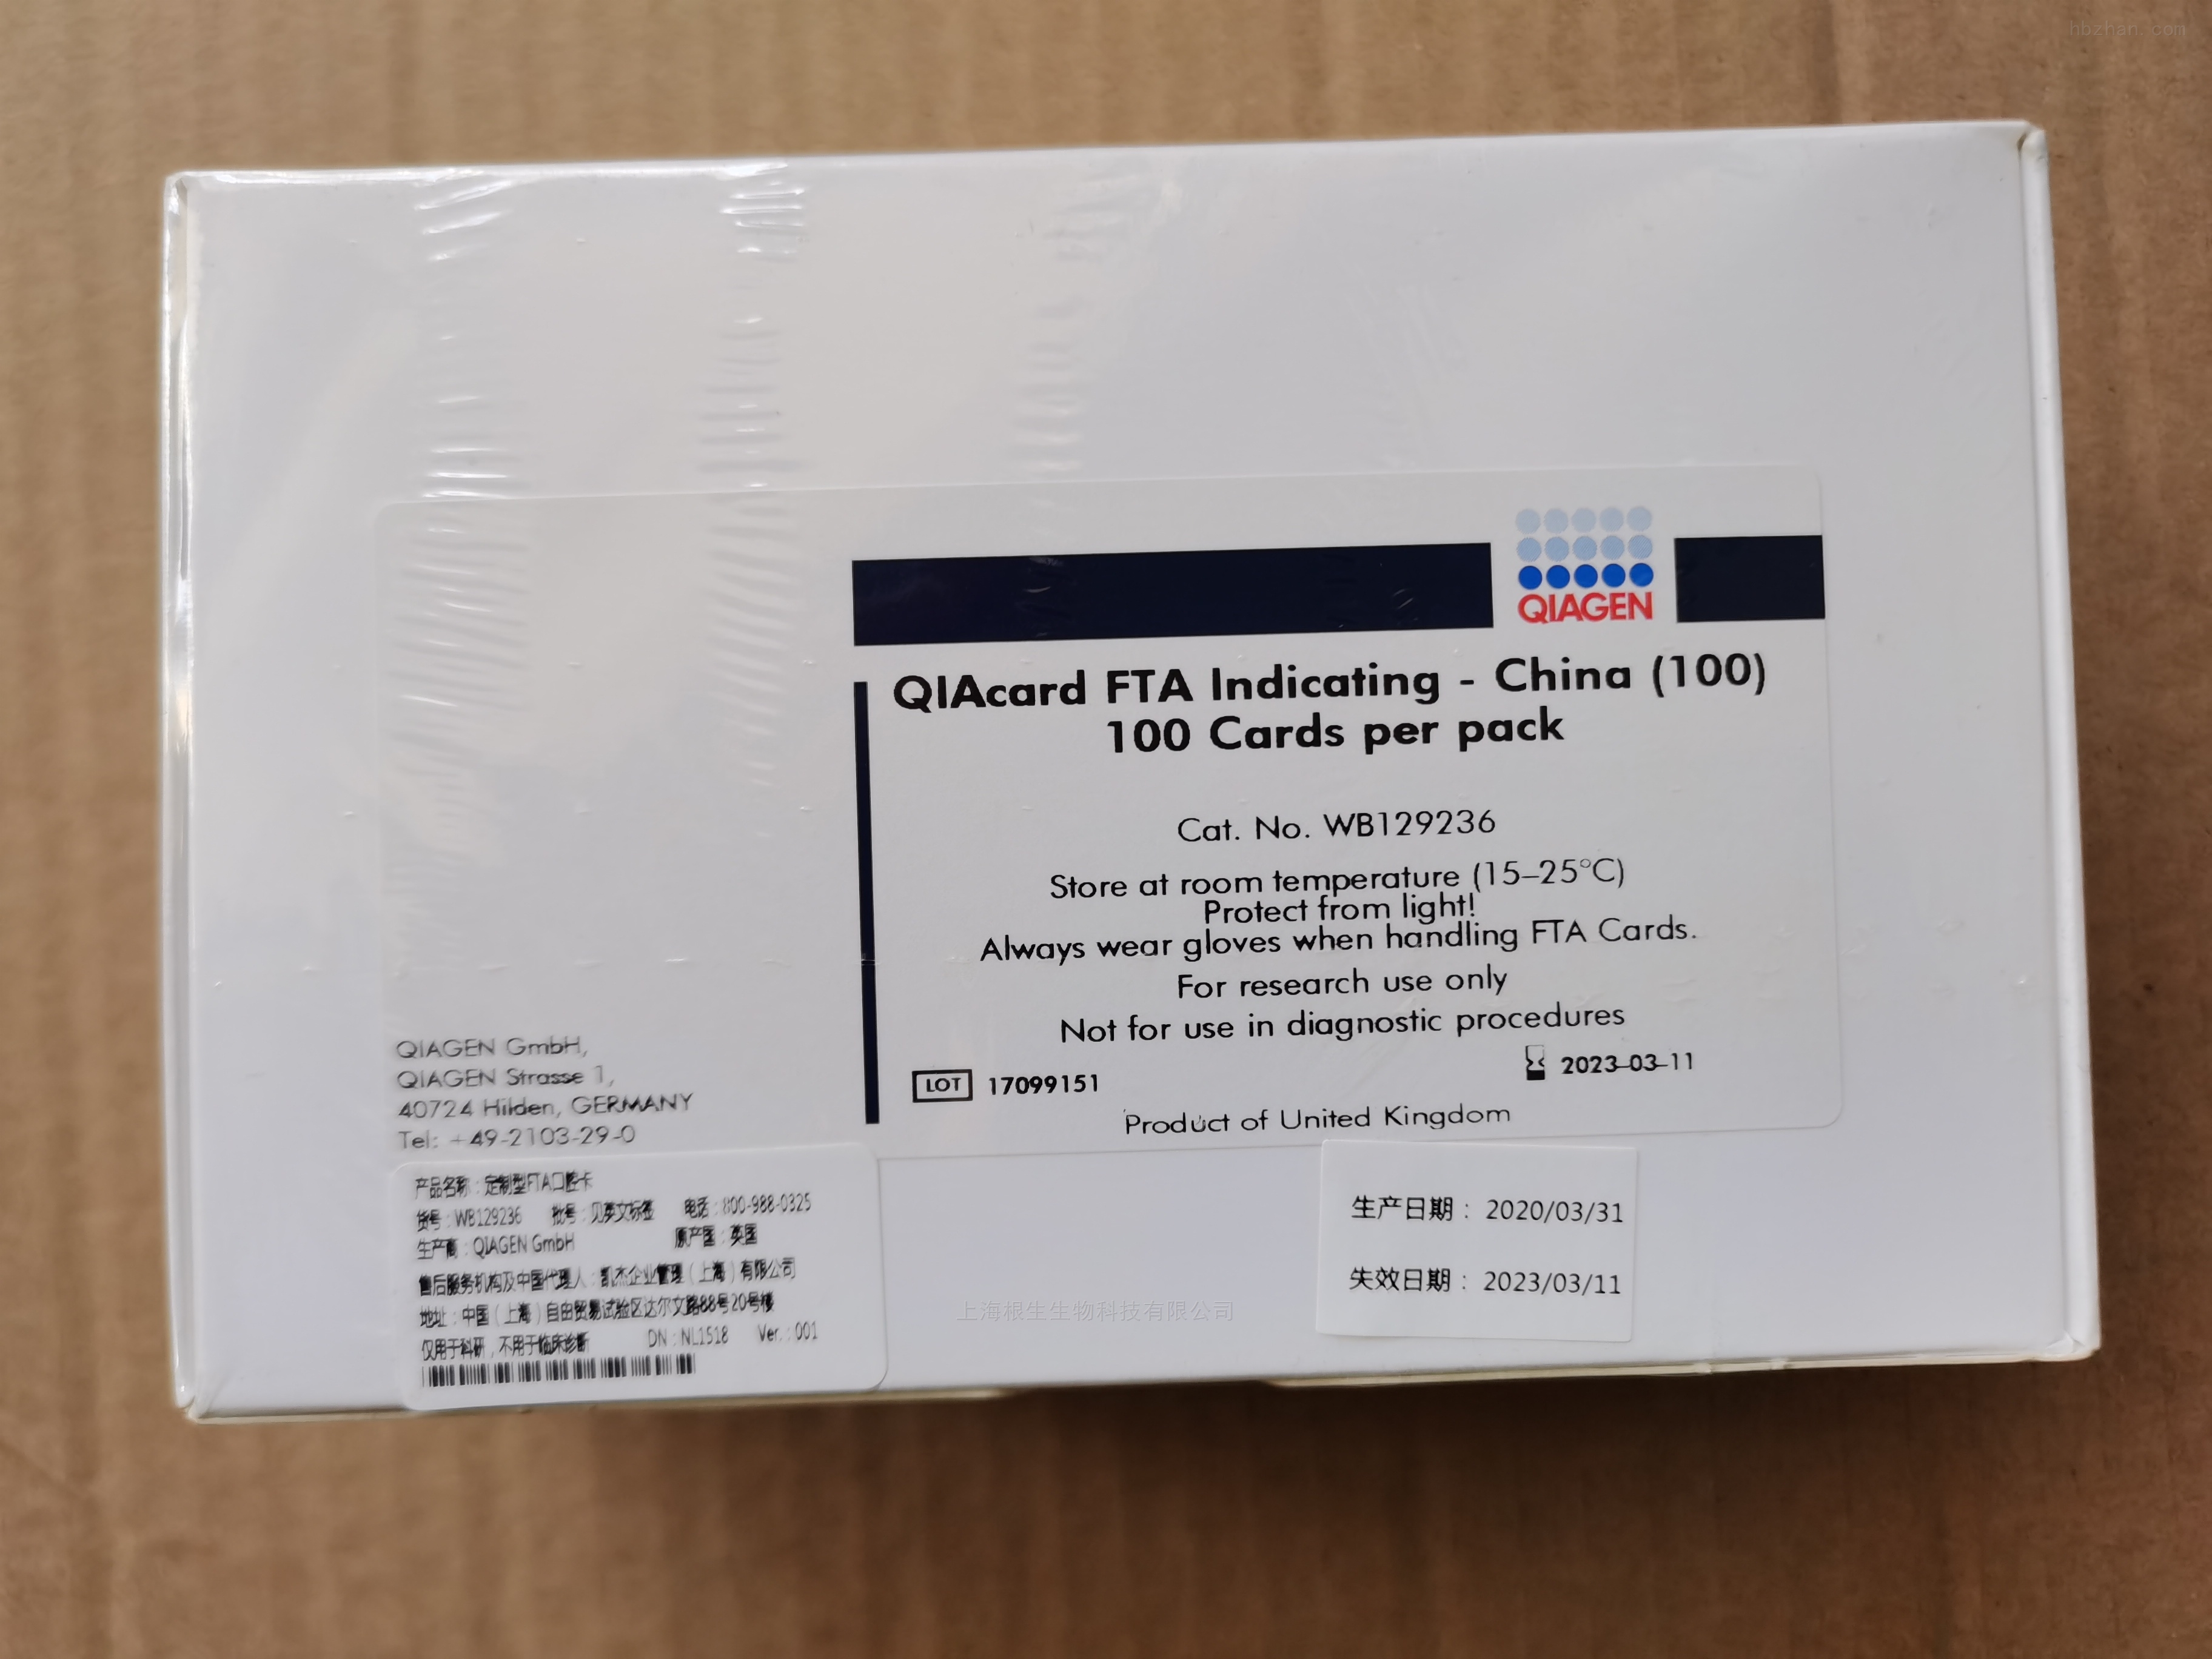 hbzhan.com
QIAGEN
QIAcard FTA Indicating - China (100)
100 Cards per pack
Cat. No. WB129236
Store at room temperature (15–25°C)
Protect from light!
Always wear gloves when handling FTA Cards.
For research use only
Not for use in diagnostic procedures
LOT 17099151
2023-03-11
Product of United Kingdom
QIAGEN GmbH,
QIAGEN Strasse 1,
40724 Hilden, GERMANY
Tel: +49-2103-29-0
产品名称：定制型FTA口腔卡
货号：WB129236 批号：见英文标签 电话：800-988-0325
生产商：QIAGEN GmbH 原产国：英国
售后服务机构及中国代理人：凯杰企业管理（上海）有限公司
地址：中国（上海）自由贸易试验区达尔文路88号20号楼
仅用于科研，不用于临床诊断 DN：NL1518 Ver.：001
生产日期： 2020/03/31
失效日期： 2023/03/11
上海根生生物科技有限公司